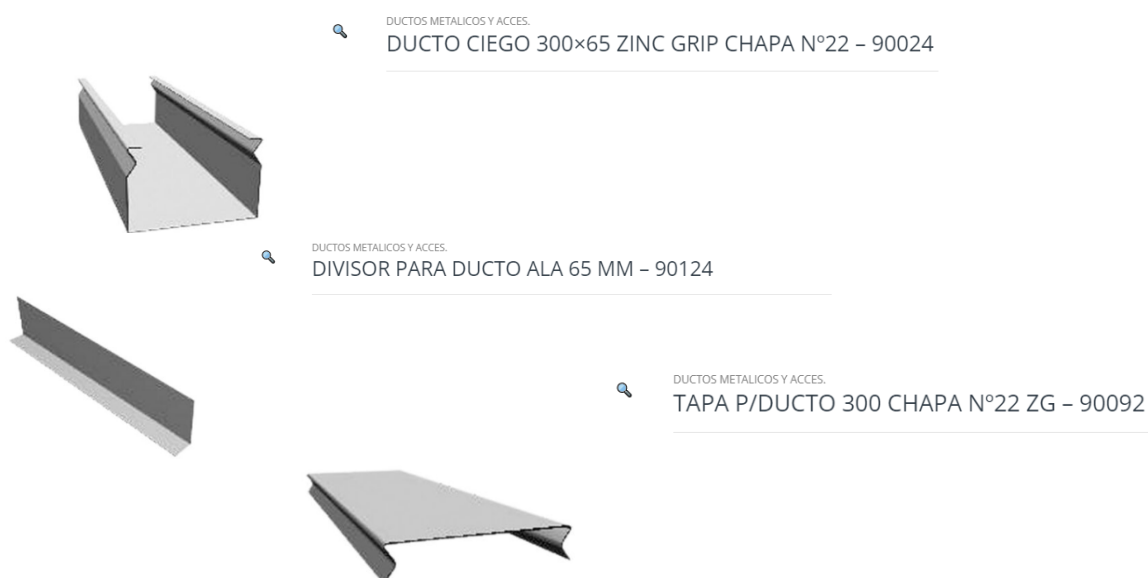 DUCTOS METALICOS Y ACCES.
DUCTO CIEGO 300×65 ZINC GRIP CHAPA Nº22 – 90024
DUCTOS METALICOS Y ACCES.
DIVISOR PARA DUCTO ALA 65 MM – 90124
DUCTOS METALICOS Y ACCES.
TAPA P/DUCTO 300 CHAPA Nº22 ZG – 90092